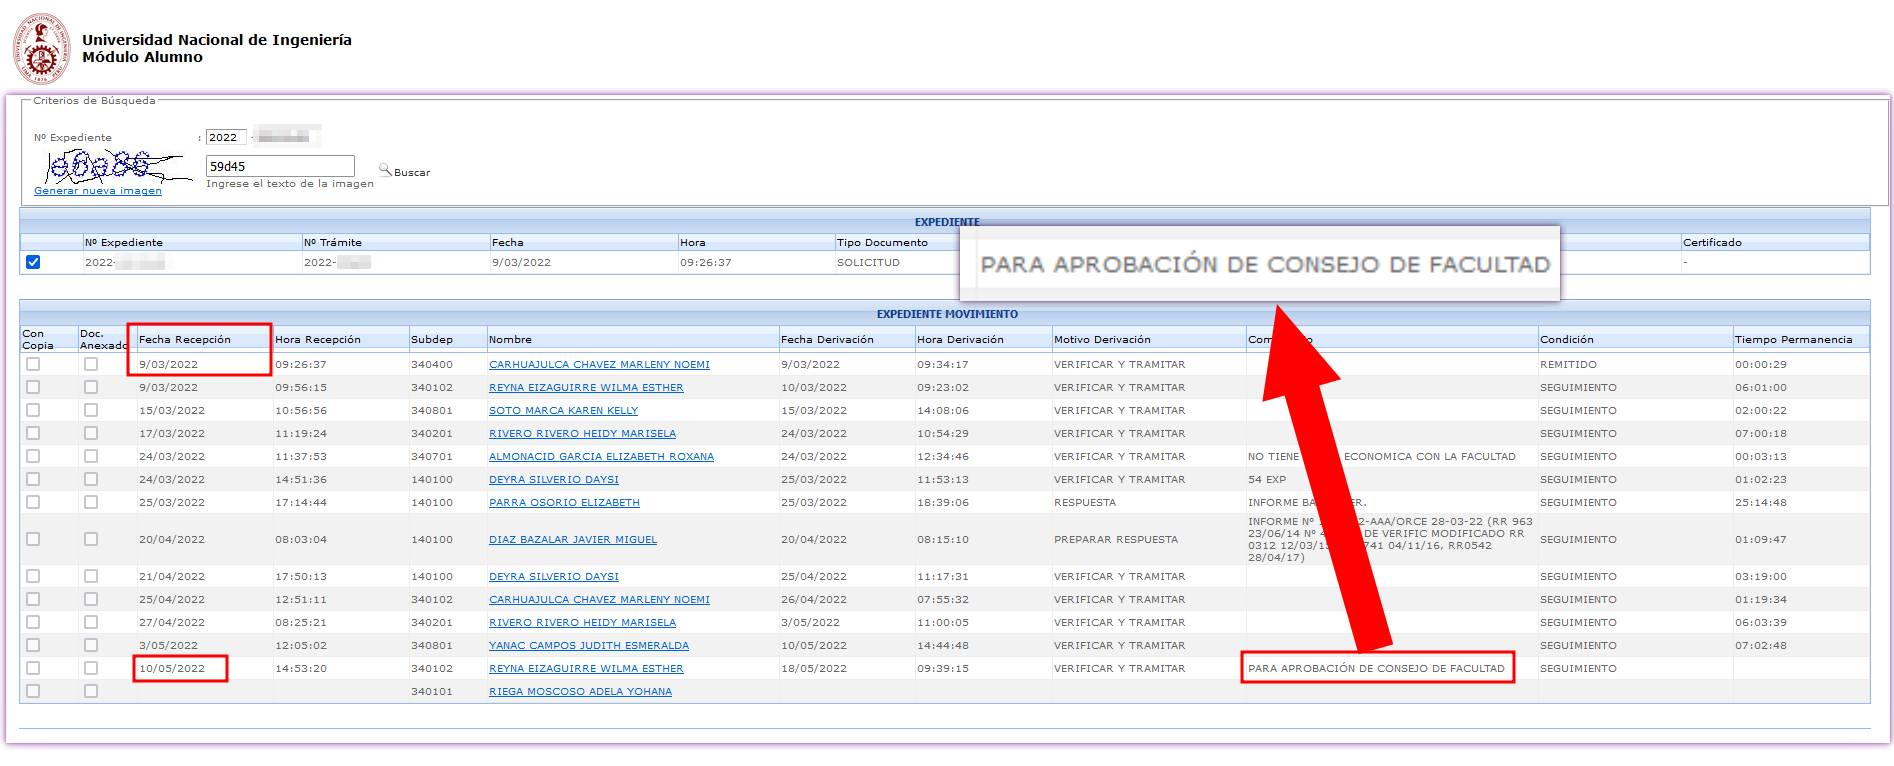 Universidad Nacional de Ingeniería
Módulo Alumno
Criterios de Búsqueda
Nº Expediente : 2022 -
59d45 Buscar
Ingrese el texto de la imagen
Generar nueva imagen
EXPEDIENTE
Nº Expediente Nº Trámite Fecha Hora Tipo Documento Certificado
2022- 2022- 9/03/2022 09:26:37 SOLICITUD -
PARA APROBACIÓN DE CONSEJO DE FACULTAD
EXPEDIENTE MOVIMIENTO
Con Copia Doc. Anexado Fecha Recepción Hora Recepción Subdep Nombre Fecha Derivación Hora Derivación Motivo Derivación Condición Tiempo Permanencia
9/03/2022 09:26:37 340400 CARHUAJULCA CHAVEZ MARLENY NOEMI 9/03/2022 09:34:17 VERIFICAR Y TRAMITAR REMITIDO 00:00:29
9/03/2022 09:56:15 340102 REYNA EIZAGUIRRE WILMA ESTHER 10/03/2022 09:23:02 VERIFICAR Y TRAMITAR SEGUIMIENTO 06:01:00
15/03/2022 10:56:56 340801 SOTO MARCA KAREN KELLY 15/03/2022 14:08:06 VERIFICAR Y TRAMITAR SEGUIMIENTO 02:00:22
17/03/2022 11:19:24 340201 RIVERO RIVERO HEIDY MARISELA 24/03/2022 10:54:29 VERIFICAR Y TRAMITAR SEGUIMIENTO 07:00:18
24/03/2022 11:37:53 340701 ALMONACID GARCIA ELIZABETH ROXANA 24/03/2022 12:34:46 VERIFICAR Y TRAMITAR NO TIENE ECONOMICA CON LA FACULTAD SEGUIMIENTO 00:03:13
24/03/2022 14:51:36 140100 DEYRA SILVERIO DAYSI 25/03/2022 11:53:13 VERIFICAR Y TRAMITAR 54 EXP SEGUIMIENTO 01:02:23
25/03/2022 17:14:44 140100 PARRA OSORIO ELIZABETH 25/03/2022 18:39:06 RESPUESTA INFORME SEGUIMIENTO 25:14:48
20/04/2022 08:03:04 140100 DIAZ BAZALAR JAVIER MIGUEL 20/04/2022 08:15:10 PREPARAR RESPUESTA INFORME Nº 2-AAA/ORCE 28-03-22 (RR 963 23/06/14 Nº DE VERIFIC MODIFICADO RR 0312 741 04/11/16, RR0542 28/04/17) SEGUIMIENTO 01:09:47
21/04/2022 17:50:13 140100 DEYRA SILVERIO DAYSI 25/04/2022 11:17:31 VERIFICAR Y TRAMITAR SEGUIMIENTO 03:19:00
25/04/2022 12:51:11 340102 CARHUAJULCA CHAVEZ MARLENY NOEMI 26/04/2022 07:55:32 VERIFICAR Y TRAMITAR SEGUIMIENTO 01:19:34
27/04/2022 08:25:21 340201 RIVERO RIVERO HEIDY MARISELA 3/05/2022 11:00:05 VERIFICAR Y TRAMITAR SEGUIMIENTO 06:03:39
3/05/2022 12:05:02 340801 YANAC CAMPOS JUDITH ESMERALDA 10/05/2022 14:44:48 VERIFICAR Y TRAMITAR SEGUIMIENTO 07:02:48
10/05/2022 14:53:20 340102 REYNA EIZAGUIRRE WILMA ESTHER 18/05/2022 09:39:15 VERIFICAR Y TRAMITAR PARA APROBACIÓN DE CONSEJO DE FACULTAD SEGUIMIENTO
340101 RIEGA MOSCOSO ADELA YOHANA